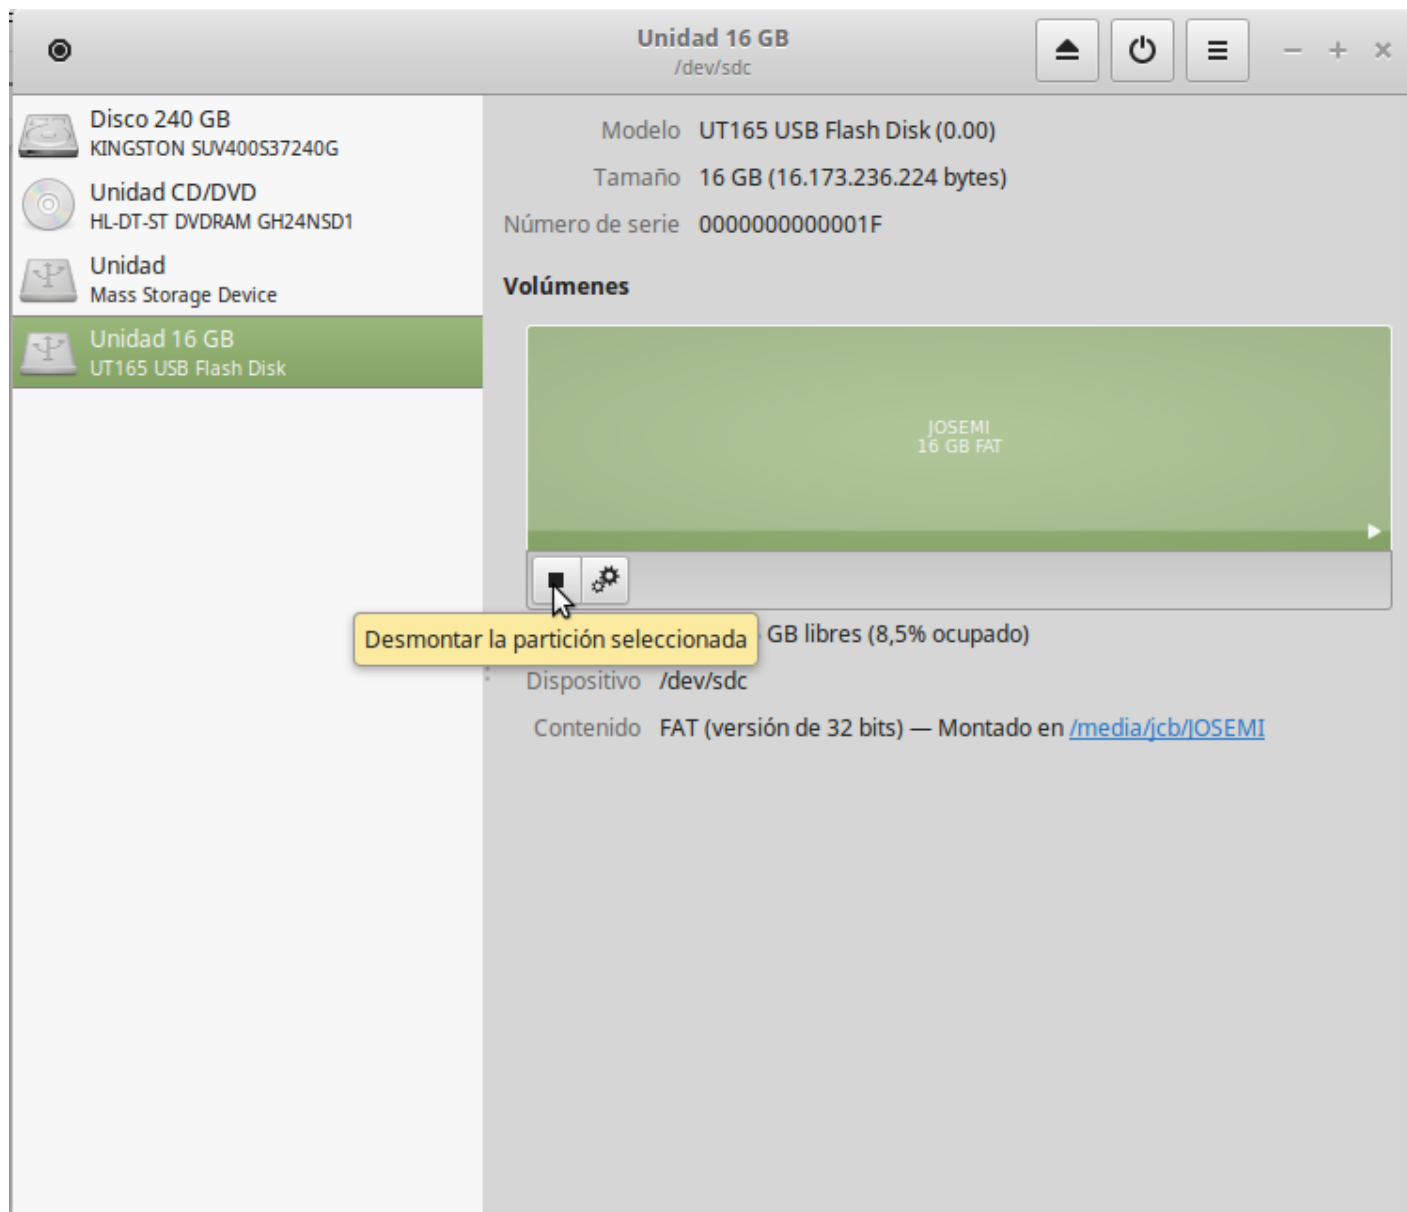 Unidad 16 GB
/dev/sdc
Disco 240 GB
KINGSTON SUV400S37240G
Unidad CD/DVD
HL-DT-ST DVDRAM GH24NSD1
Unidad
Mass Storage Device
Unidad 16 GB
UT165 USB Flash Disk
Modelo UT165 USB Flash Disk (0.00)
Tamaño 16 GB (16.173.236.224 bytes)
Número de serie 0000000000001F
Volúmenes
JOSEMI
16 GB FAT
Desmontar la partición seleccionada
GB libres (8,5% ocupado)
Dispositivo /dev/sdc
Contenido FAT (versión de 32 bits) — Montado en /media/jcb/JOSEMI